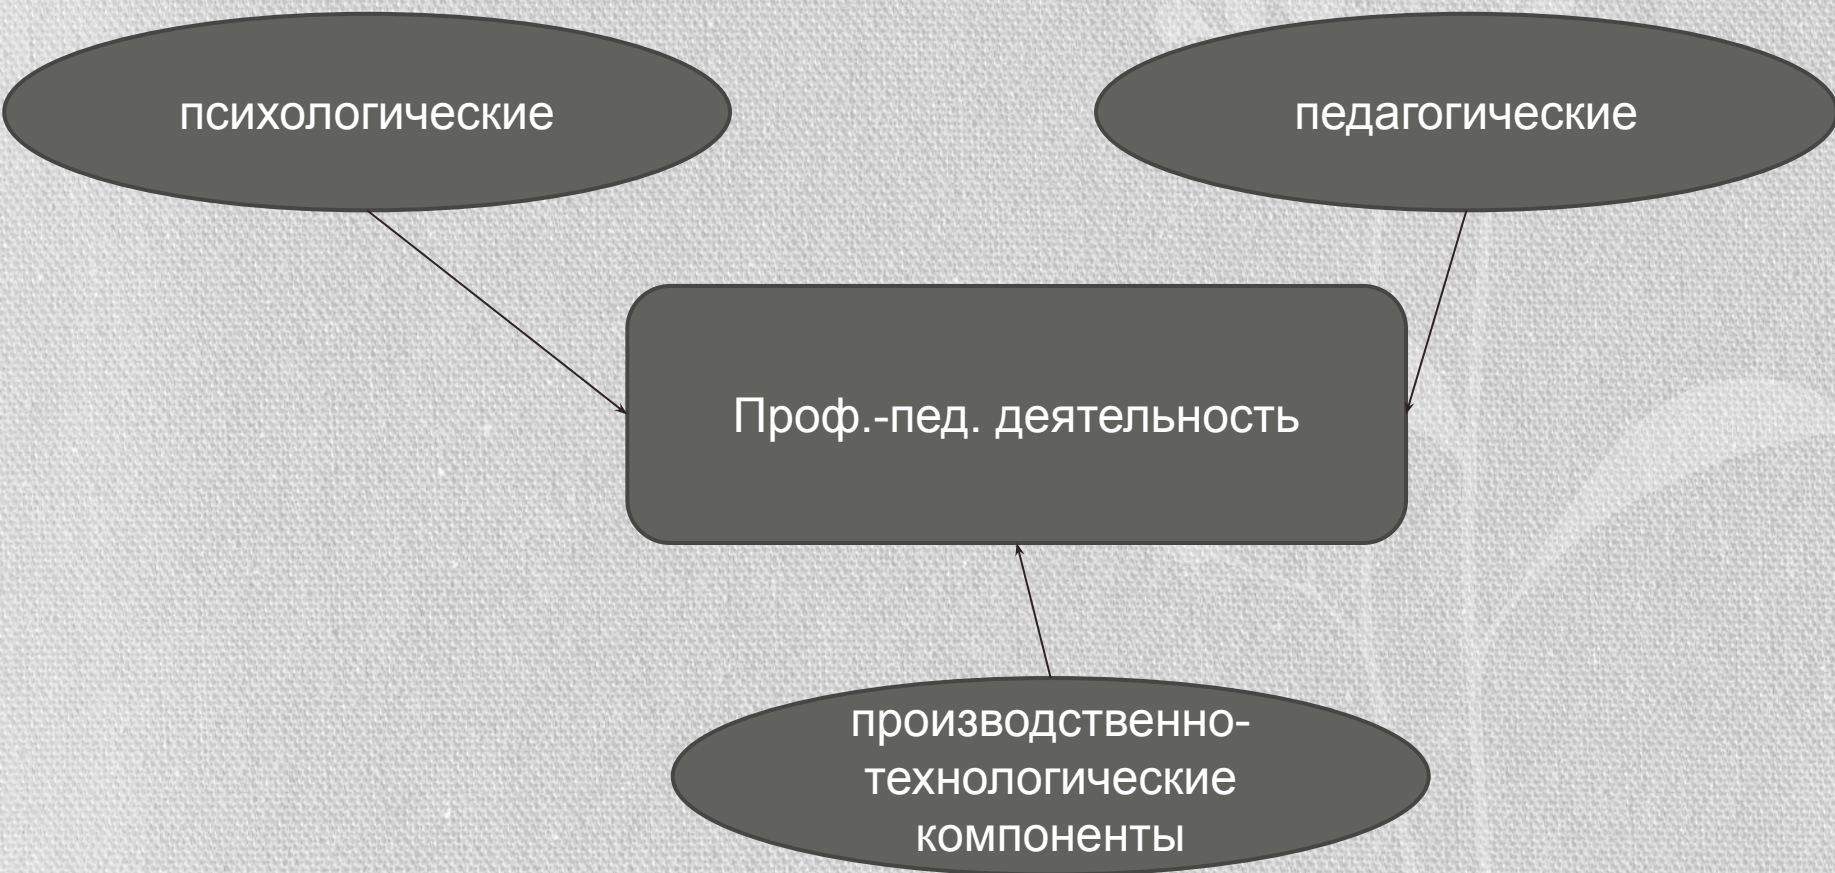 психологические
педагогические
Проф.-пед. деятельность
производственно-
технологические
компоненты